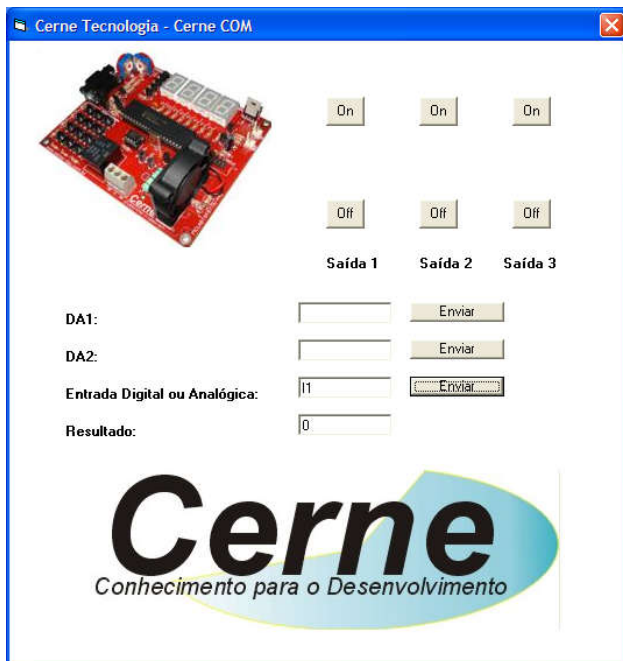 Cerne Tecnologia - Cerne COM
On On On
Off Off Off
Saída 1 Saída 2 Saída 3
DA1: Enviar
DA2: Enviar
Entrada Digital ou Analógica: I1 Enviar
Resultado: 0
Cerne
Conhecimento para o Desenvolvimento